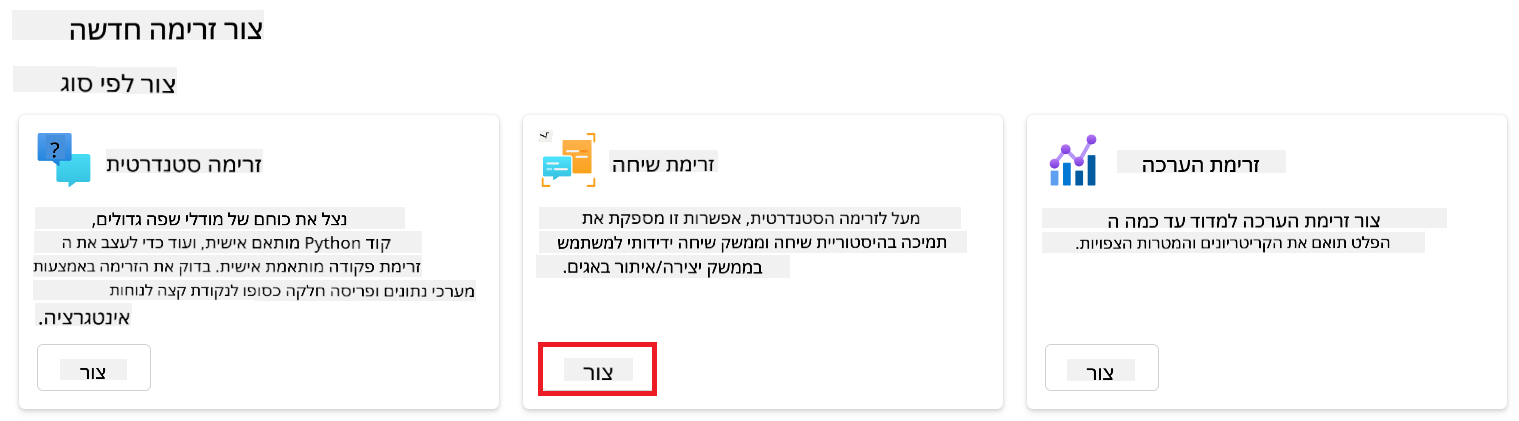 צור זרימה חדשה
צור לפי סוג
?
זרימה סטנדרטית
נצל את כוחם של מודלי שפה גדולים,
קוד Python מותאם אישית, ועוד כדי לעצב את ה
זרימת פקודה מותאמת אישית. בדוק את הזרימה באמצעות
מערכי נתונים ופריסה חלקה כסופו לנקודת קצה לנוחות
אינטגרציה.
צור
זרימת שיחה
מעל לזרימה הסטנדרטית, אפשרות זו מספקת את
תמיכה בהיסטוריית שיחה וממשק שיחה ידידותי למשתמש
בממשק יצירה/איתור באגים.
צור
זרימת הערכה
צור זרימת הערכה למדוד עד כמה ה
הפלט תואם את הקריטריונים והמטרות הצפויות.
צור